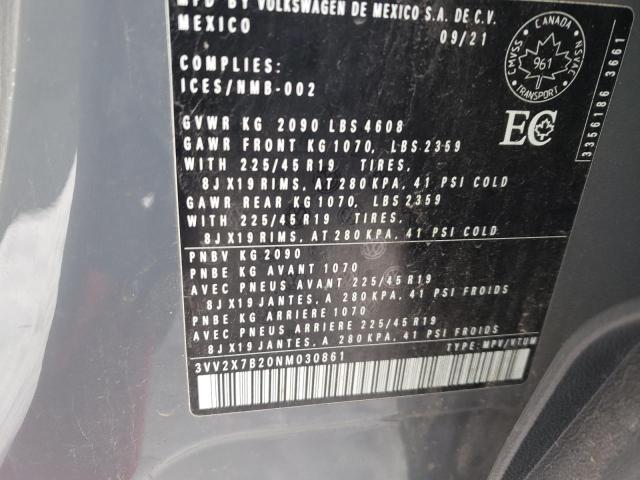 MFD BY VOLKSWAGEN DE MEXICO S.A. DE C.V.
MEXICO
09/21
COMPLIES:
ICES/NMB-002
CANADA
CMVSS
NSVAC
961
TRANSPORT
3356186 3661
EC
GVWR KG 2090 LBS 4608
GAWR FRONT KG 1070, LBS 2359
WITH 225/45 R19 TIRES,
8J X19 RIMS, AT 280 KPA, 41 PSI COLD
GAWR REAR KG 1070, LBS 2359
WITH 225/45 R19 TIRES,
8J X19 RIMS, AT 280 KPA, 41 PSI COLD
PNBV KG 2090
PNBE KG AVANT 1070
AVEC PNEUS AVANT 225/45 R19
8J X19 JANTES, A 280 KPA, 41 PSI FROIDS
PNBE KG ARRIERE 1070
AVEC PNEUS ARRIERE 225/45 R19
8J X19 JANTES, A 280 KPA, 41 PSI FROIDS
3VV2X7B20NM030861
TYPE: MPV/VTUM